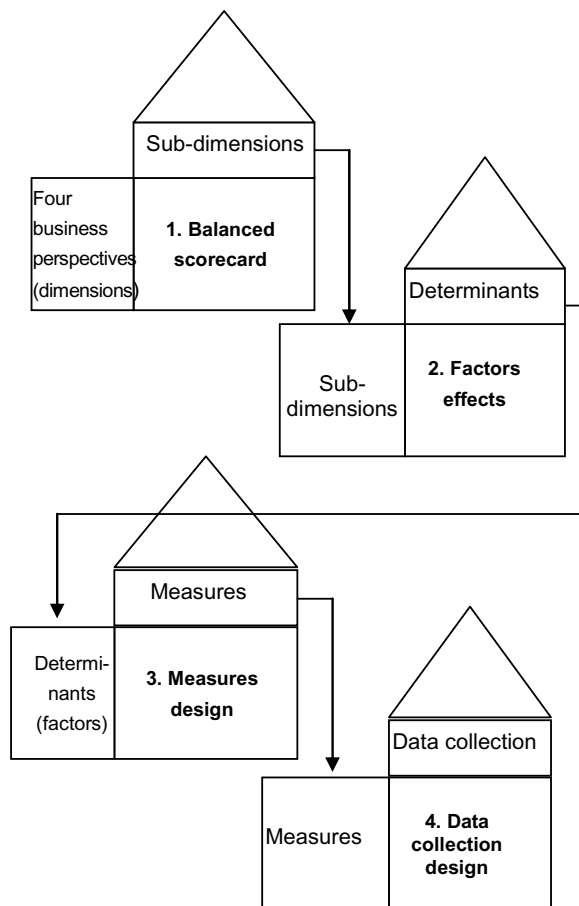 Sub-dimensions
Four
business
perspectives
(dimensions)
1. Balanced
scorecard
Determinants
Sub-
dimensions
2. Factors
effects
Measures
Determi-
nants
(factors)
3. Measures
design
Data collection
Measures
4. Data
collection
design